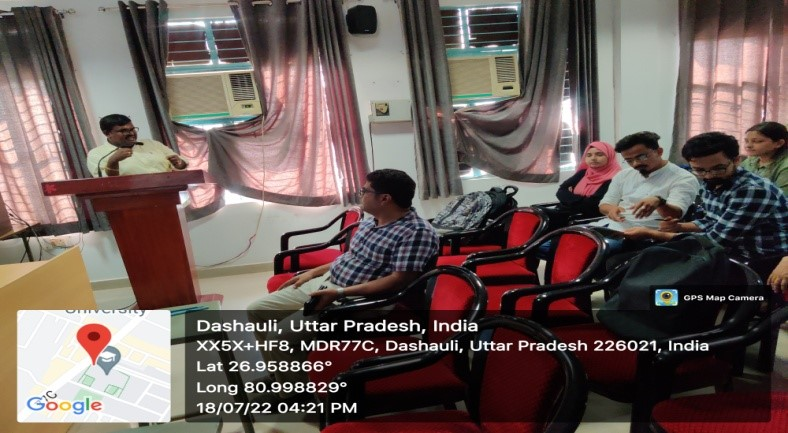 GPS Map Camera
University
Google
Dashauli, Uttar Pradesh, India
XX5X+HF8, MDR77C, Dashauli, Uttar Pradesh 226021, India
Lat 26.958866°
Long 80.998829°
18/07/22 04:21 PM